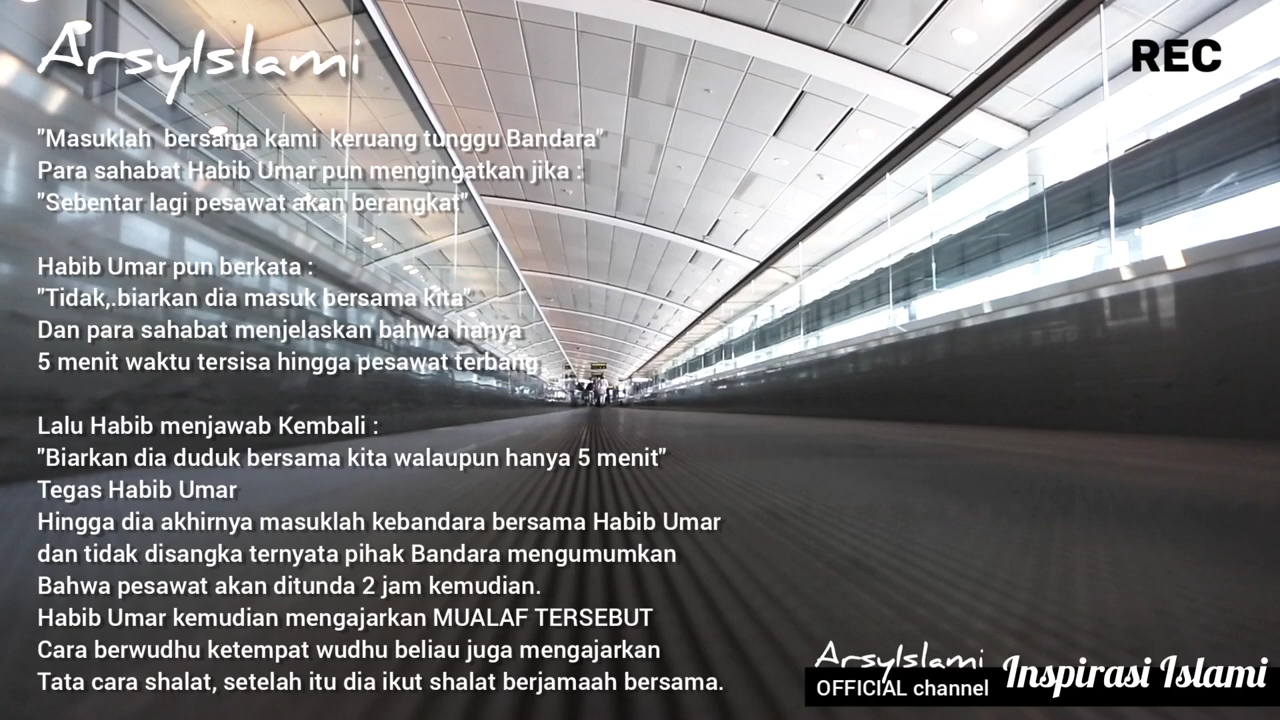 ArsyIslami
REC
"Masuklah  bersama kami  keruang tunggu Bandara"
Para sahabat Habib Umar pun mengingatkan jika :
"Sebentar lagi pesawat akan berangkat"
Habib Umar pun berkata :
"Tidak,.biarkan dia masuk bersama kita"
Dan para sahabat menjelaskan bahwa hanya
5 menit waktu tersisa hingga pesawat terbang.
Lalu Habib menjawab Kembali :
"Biarkan dia duduk bersama kita walaupun hanya 5 menit"
Tegas Habib Umar
Hingga dia akhirnya masuklah kebandara bersama Habib Umar
dan tidak disangka ternyata pihak Bandara mengumumkan
Bahwa pesawat akan ditunda 2 jam kemudian.
Habib Umar kemudian mengajarkan MUALAF TERSEBUT
Cara berwudhu ketempat wudhu beliau juga mengajarkan
Tata cara shalat, setelah itu dia ikut shalat berjamaah bersama.
ArsyIslami
OFFICIAL channel
Inspirasi Islami